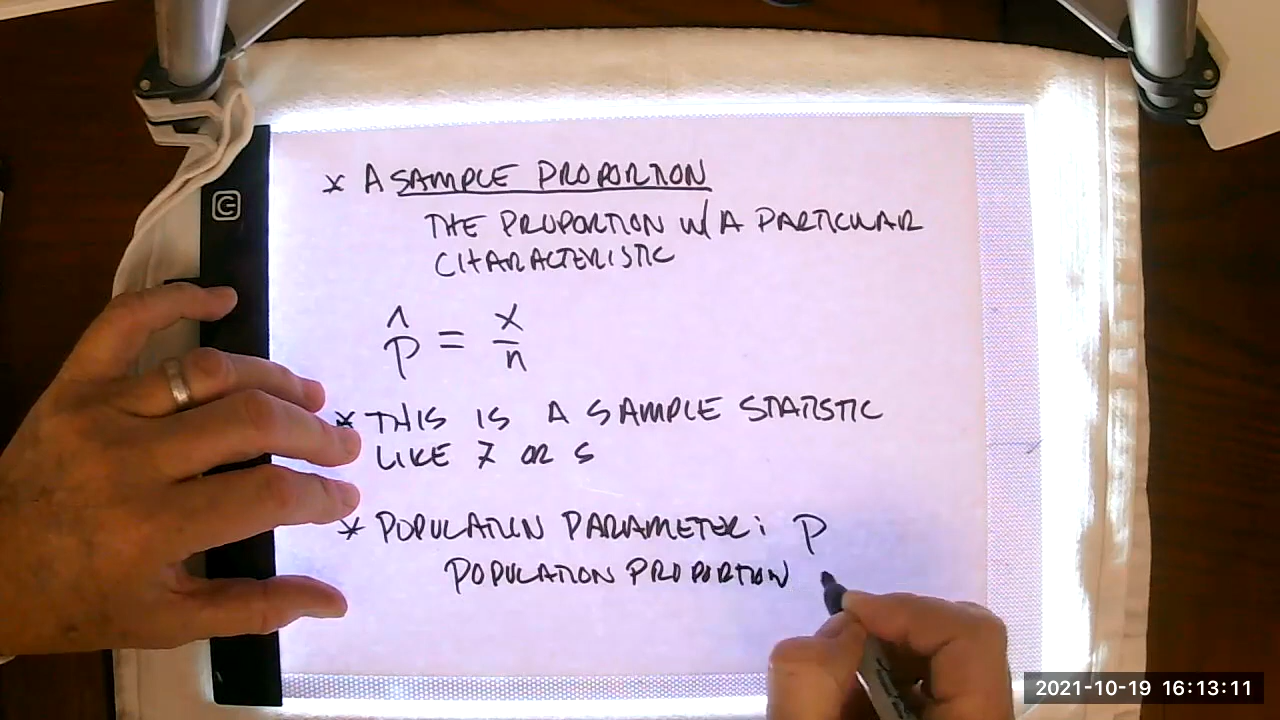 * A SAMPLE PROPORTION
THE PROPORTION W/ A PARTICULAR
CHARACTERISTIC
p̂ = x/n
* THIS IS A SAMPLE STATISTIC
LIKE x̄ OR S
* POPULATION PARAMETER: P
POPULATION PROPORTION
2021-10-19 16:13:11